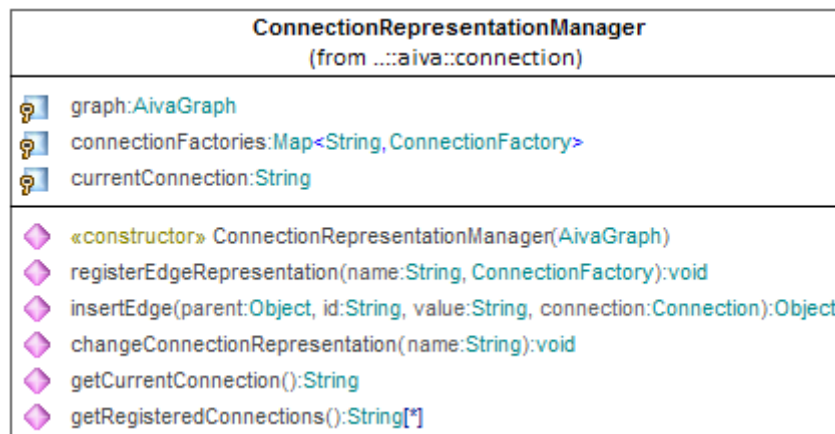 ConnectionRepresentationManager
(from ..::aiva::connection)
graph:AivaGraph
connectionFactories:Map<String,ConnectionFactory>
currentConnection:String
«constructor» ConnectionRepresentationManager(AivaGraph)
registerEdgeRepresentation(name:String, ConnectionFactory):void
insertEdge(parent:Object, id:String, value:String, connection:Connection):Object
changeConnectionRepresentation(name:String):void
getCurrentConnection():String
getRegisteredConnections():String[*]